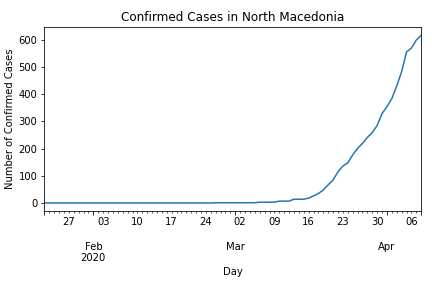 Confirmed Cases in North Macedonia
Number of Confirmed Cases
600
500
400
300
200
100
0
27 03 10 17 24 02 09 16 23 30 06
Feb Mar Apr
2020
Day